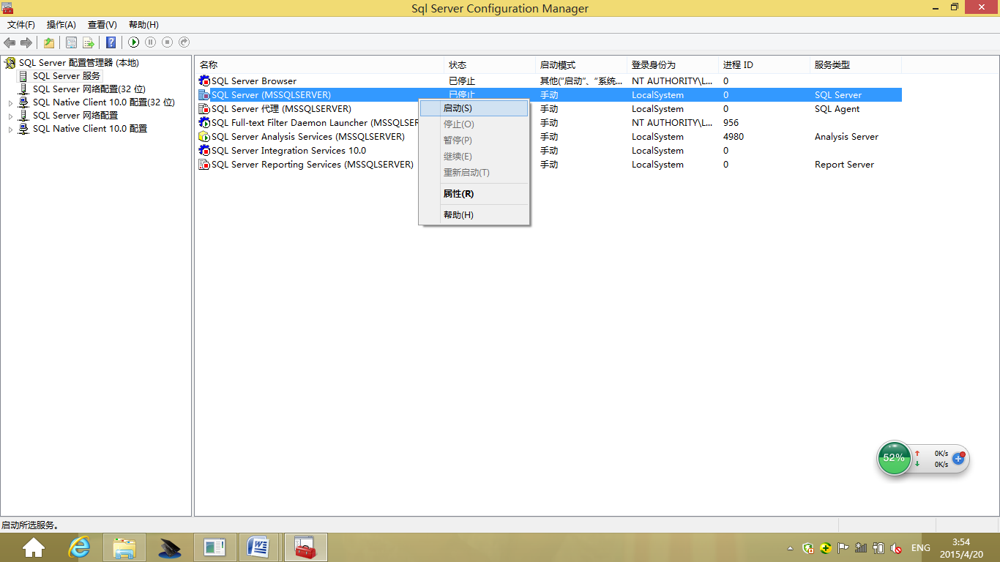 Sql Server Configuration Manager
文件(F) 操作(A) 查看(V) 帮助(H)
SQL Server 配置管理器 (本地)
SQL Server 服务
SQL Server 网络配置(32 位)
SQL Native Client 10.0 配置(32 位)
SQL Server 网络配置
SQL Native Client 10.0 配置
名称 状态 启动模式 登录身份为 进程 ID 服务类型
SQL Server Browser 已停止 其他("启动"、"系统... NT AUTHORITY\L... 0
SQL Server (MSSQLSERVER) 已停止 手动 LocalSystem 0 SQL Server
SQL Server 代理 (MSSQLSERVER) 手动 LocalSystem 0 SQL Agent
SQL Full-text Filter Daemon Launcher (MSSQLSER 手动 NT AUTHORITY\L... 956
SQL Server Analysis Services (MSSQLSERVER) 手动 LocalSystem 4980 Analysis Server
SQL Server Integration Services 10.0 手动 LocalSystem 0
SQL Server Reporting Services (MSSQLSERVER) 手动 LocalSystem 0 Report Server
启动(S)
停止(O)
暂停(P)
继续(E)
重新启动(T)
属性(R)
帮助(H)
52% 0K/s
0K/s
启动所选服务。
ENG 3:54
2015/4/20